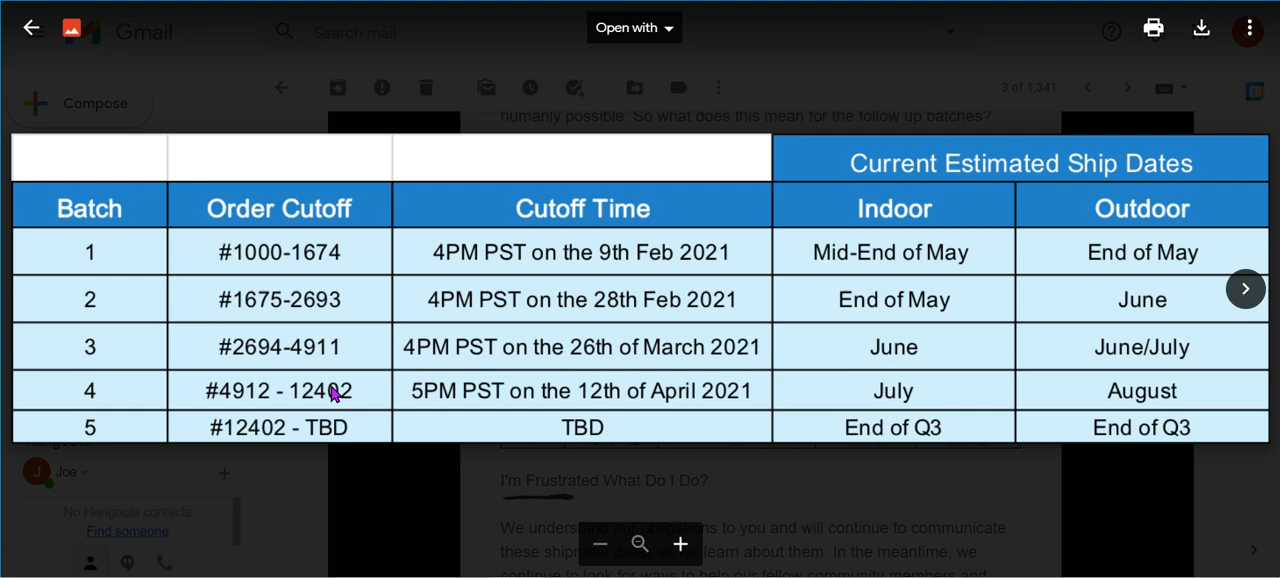 Gmail
Search mail
Open with
Compose
3 of 1,341
humanly possible. So what does this mean for the follow up batches?
Current Estimated Ship Dates
Batch Order Cutoff Cutoff Time Indoor Outdoor
1 #1000-1674 4PM PST on the 9th Feb 2021 Mid-End of May End of May
2 #1675-2693 4PM PST on the 28th Feb 2021 End of May June
3 #2694-4911 4PM PST on the 26th of March 2021 June June/July
4 #4912 - 12402 5PM PST on the 12th of April 2021 July August
5 #12402 - TBD TBD End of Q3 End of Q3
J Joe
No Hangouts contacts
Find someone
I'm Frustrated What Do I Do?
We understand our obligations to you and will continue to communicate
these shipment dates as we learn about them. In the meantime, we
continue to look for ways to help our fellow community members and